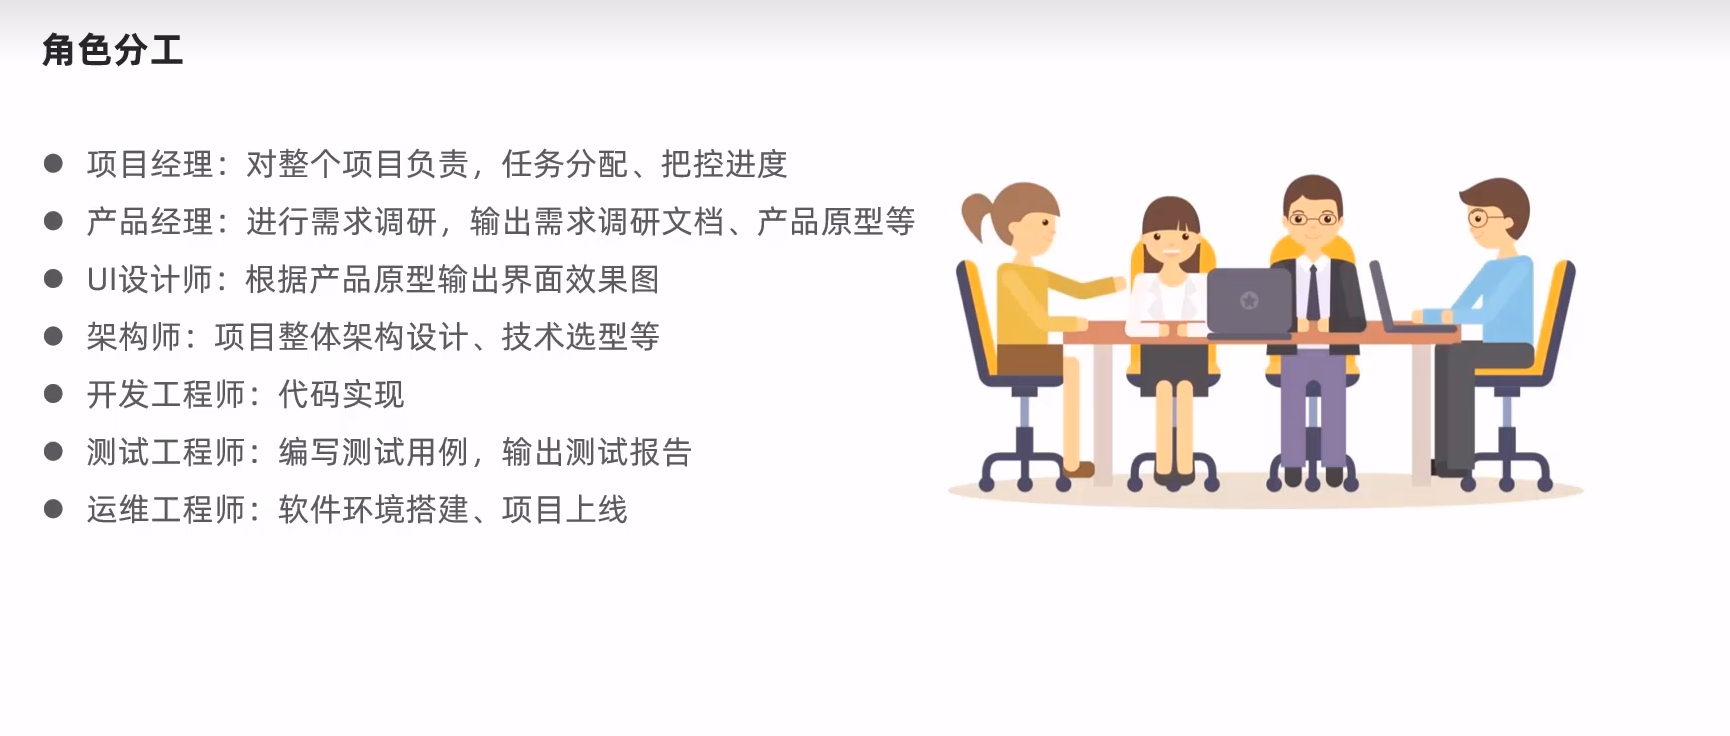 角色分工
● 项目经理：对整个项目负责，任务分配、把控进度
● 产品经理：进行需求调研，输出需求调研文档、产品原型等
● UI设计师：根据产品原型输出界面效果图
● 架构师：项目整体架构设计、技术选型等
● 开发工程师：代码实现
● 测试工程师：编写测试用例，输出测试报告
● 运维工程师：软件环境搭建、项目上线